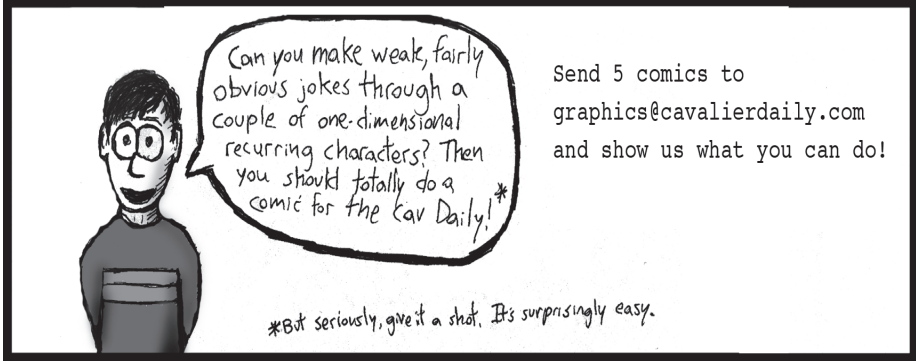 Can you make weak, fairly
obvious jokes through a
couple of one-dimensional
recurring characters? Then
you should totally do a
comic for the Cav Daily!*
Send 5 comics to
graphics@cavalierdaily.com
and show us what you can do!
*But seriously, give it a shot. It's surprisingly easy.